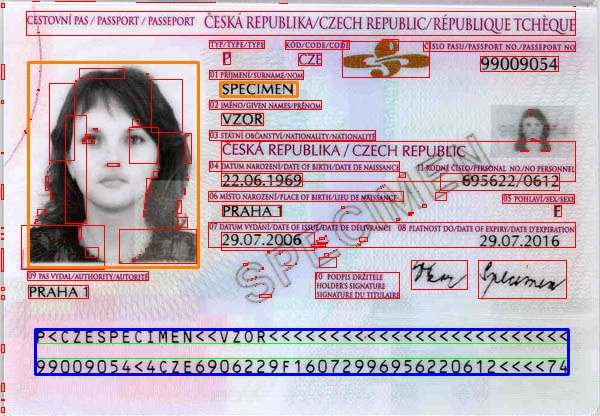 CESTOVNÍ PAS / PASSPORT / PASSEPORT ČESKÁ REPUBLIKA/CZECH REPUBLIC/RÉPUBLIQUE TCHÈQUE
TYP/TYPE/TYPE KÓD/CODE/CODE ČÍSLO PASU/PASSPORT NO./PASSEPORT NO
P CZE 99009054
01 PŘÍJMENÍ/SURNAME/NOM
SPECIMEN
02 JMÉNO/GIVEN NAMES/PRÉNOM
VZOR
03 STÁTNÍ OBČANSTVÍ/NATIONALITY/NATIONALITÉ
ČESKÁ REPUBLIKA / CZECH REPUBLIC
04 DATUM NAROZENÍ/DATE OF BIRTH/DATE DE NAISSANCE 11 RODNÉ ČÍSLO/PERSONAL NO./NO PERSONNEL
22.06.1969 695622/0612
06 MÍSTO NAROZENÍ/PLACE OF BIRTH/LIEU DE NAISSANCE 05 POHLAVÍ/SEX/SEXE
PRAHA 1 F
07 DATUM VYDÁNÍ/DATE OF ISSUE/DATE DE DÉLIVRANCE 08 PLATNOST DO/DATE OF EXPIRY/DATE D'EXPIRATION
29.07.2006 29.07.2016
SPECIMEN
09 PAS VYDAL/AUTHORITY/AUTORITÉ
PRAHA 1
10 PODPIS DRŽITELE
HOLDER'S SIGNATURE
SIGNATURE DU TITULAIRE
Vzor Specimen
P<CZESPECIMEN<<VZOR<<<<<<<<<<<<<<<<<<<<<<<<<
99009054<4CZE6906229F1607299695622 0612<<<<74